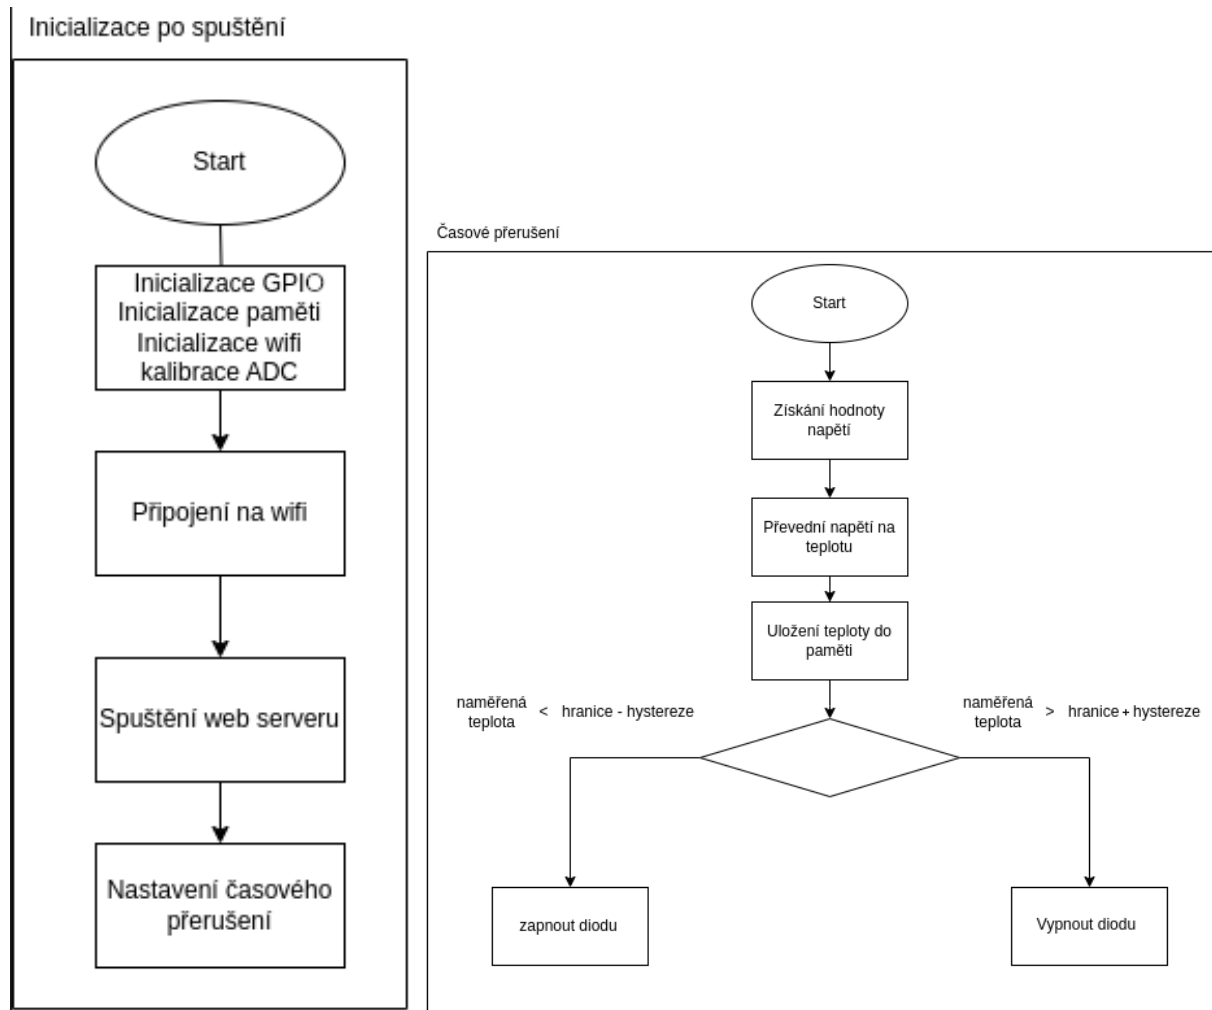 Inicializace po spuštění
Start
Inicializace GPIO
Inicializace paměti
Inicializace wifi
kalibrace ADC
Připojení na wifi
Spuštění web serveru
Nastavení časového
přerušení
Časové přerušení
Start
Získání hodnoty
napětí
Převední napětí na
teplotu
Uložení teploty do
paměti
naměřená
teplota < hranice - hystereze
naměřená
teplota > hranice + hystereze
zapnout diodu
Vypnout diodu